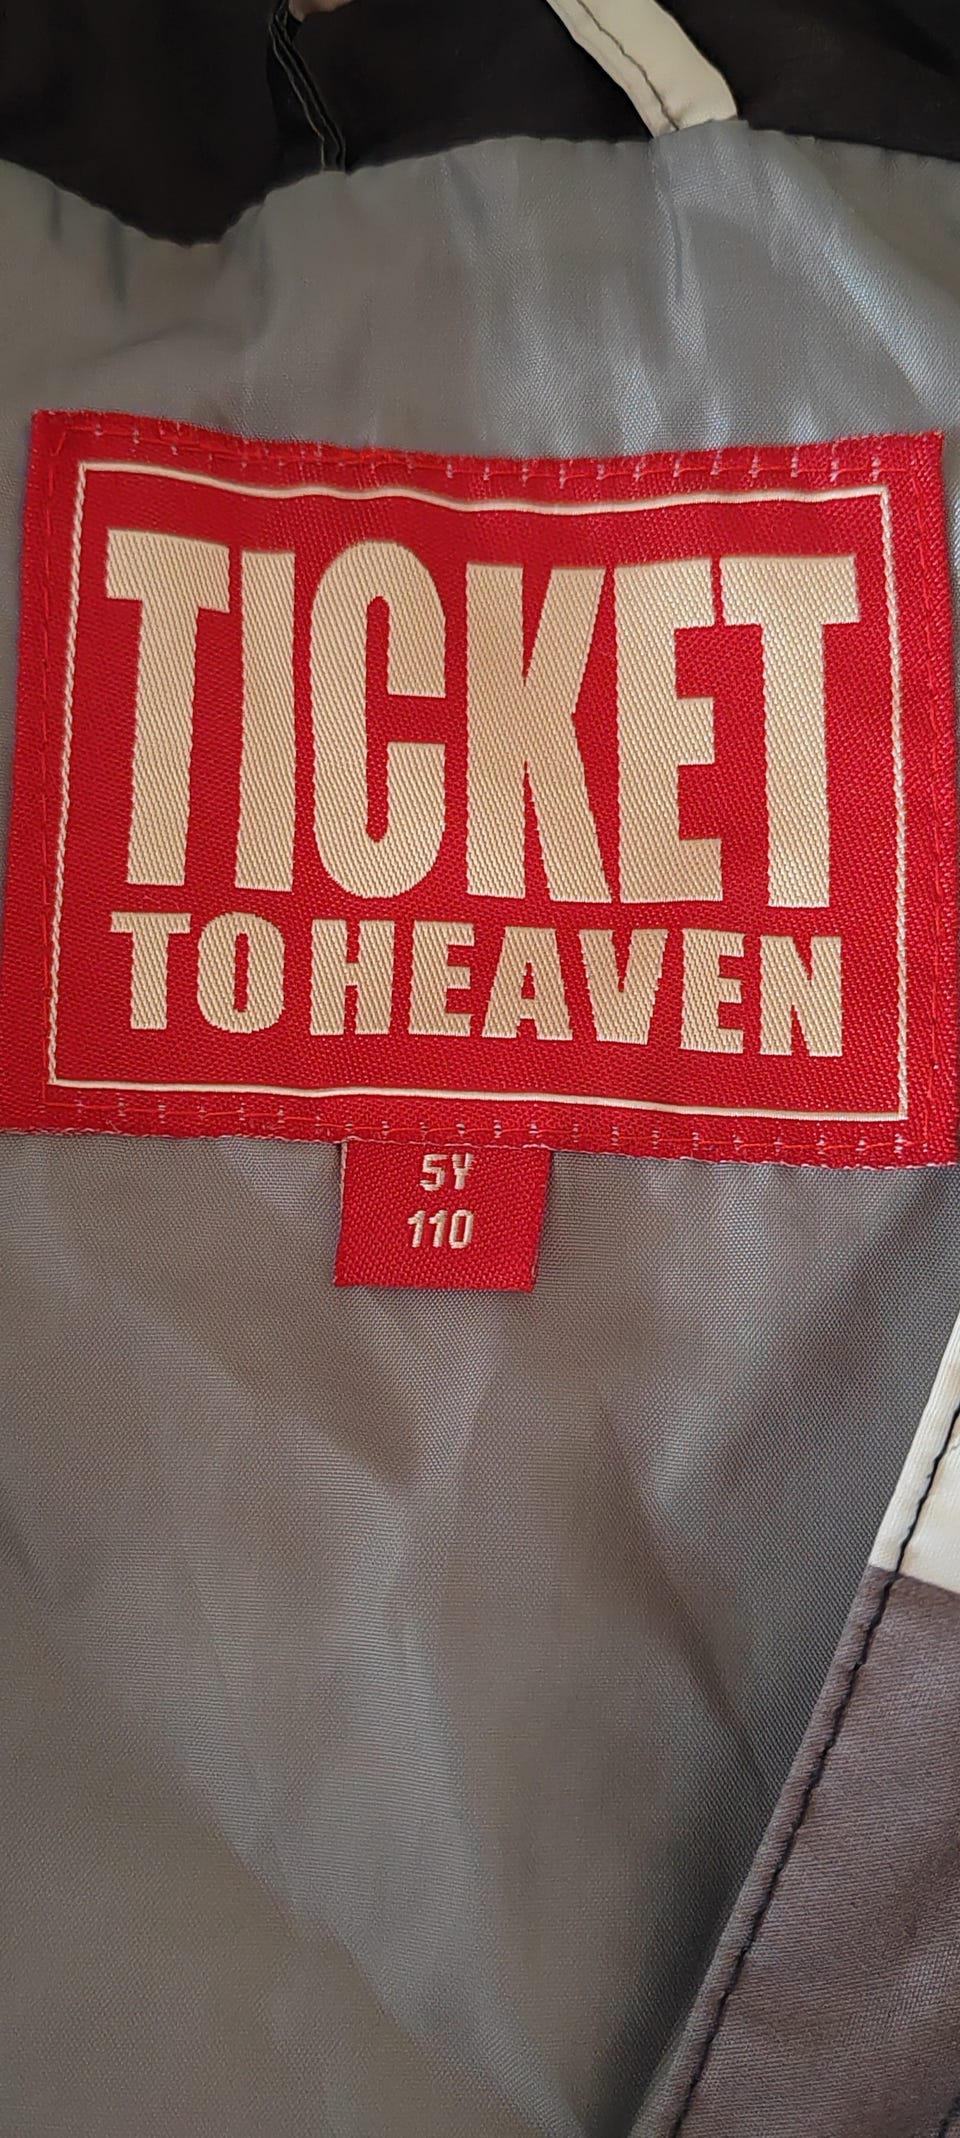 TICKET
TO HEAVEN
5Y
110